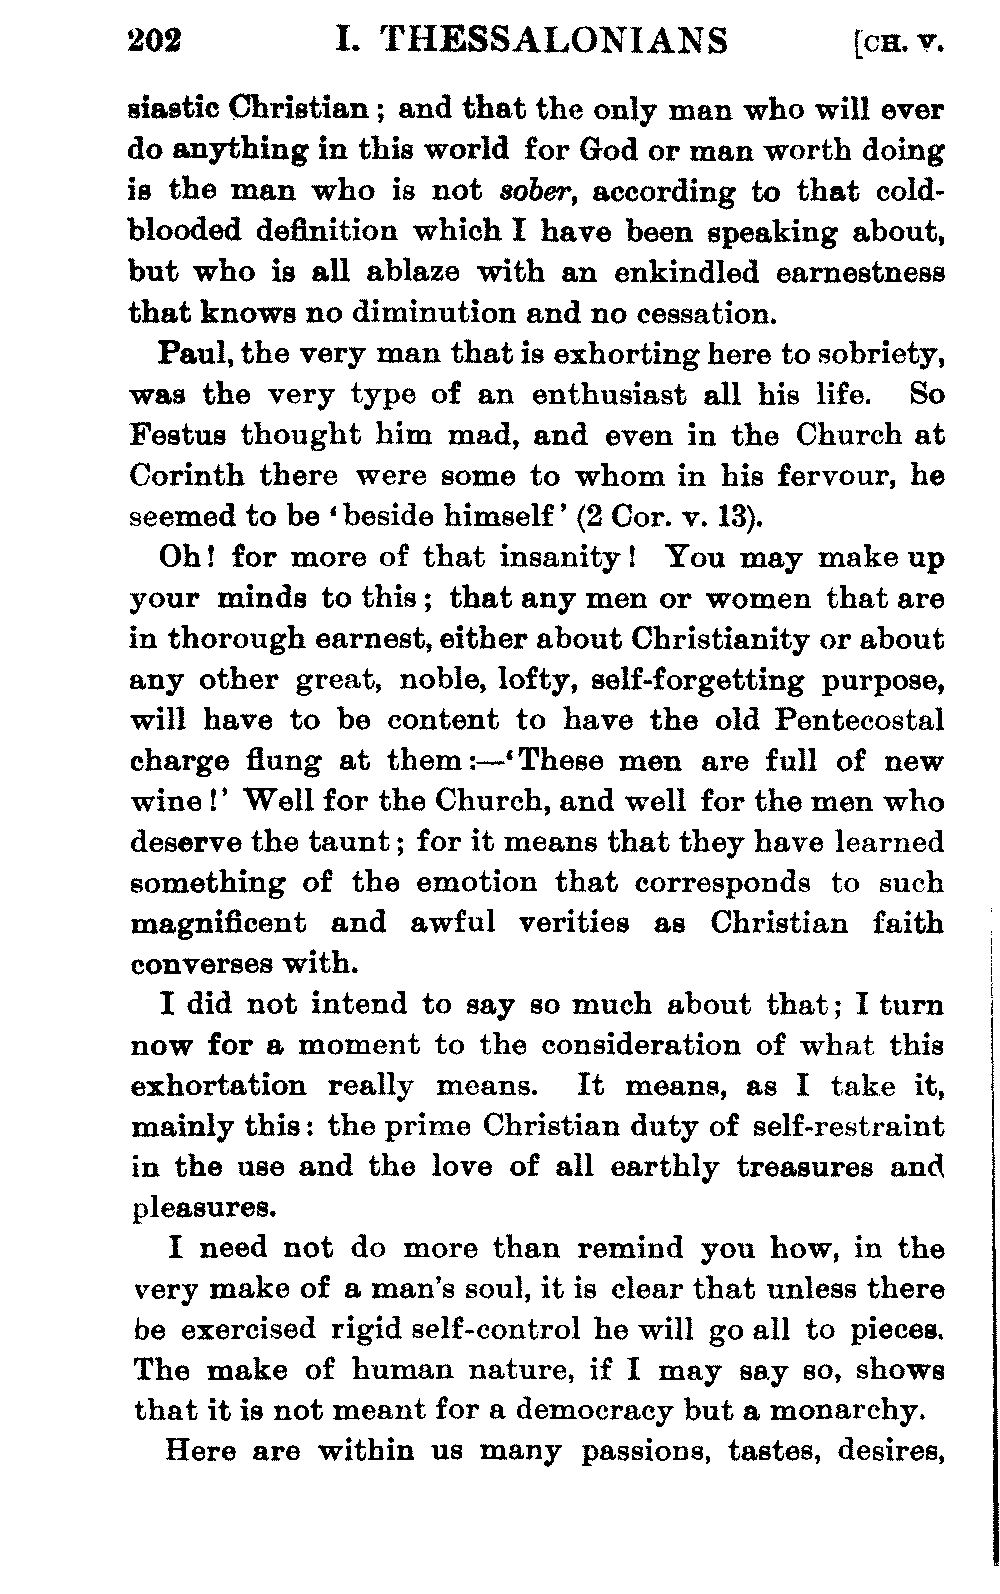 202 I. THESSALONIANS [CH. V.
siastic Christian ; and that the only man who will ever
do anything in this world for God or man worth doing
is the man who is not sober, according to that cold-
blooded definition which I have been speaking about,
but who is all ablaze with an enkindled earnestness
that knows no diminution and no cessation.
Paul, the very man that is exhorting here to sobriety,
was the very type of an enthusiast all his life. So
Festus thought him mad, and even in the Church at
Corinth there were some to whom in his fervour, he
seemed to be ‘beside himself’ (2 Cor. v. 13).
Oh! for more of that insanity! You may make up
your minds to this; that any men or women that are
in thorough earnest, either about Christianity or about
any other great, noble, lofty, self-forgetting purpose,
will have to be content to have the old Pentecostal
charge flung at them:—‘These men are full of new
wine!’ Well for the Church, and well for the men who
deserve the taunt; for it means that they have learned
something of the emotion that corresponds to such
magnificent and awful verities as Christian faith
converses with.
I did not intend to say so much about that; I turn
now for a moment to the consideration of what this
exhortation really means. It means, as I take it,
mainly this: the prime Christian duty of self-restraint
in the use and the love of all earthly treasures and
pleasures.
I need not do more than remind you how, in the
very make of a man's soul, it is clear that unless there
be exercised rigid self-control he will go all to pieces.
The make of human nature, if I may say so, shows
that it is not meant for a democracy but a monarchy.
Here are within us many passions, tastes, desires,